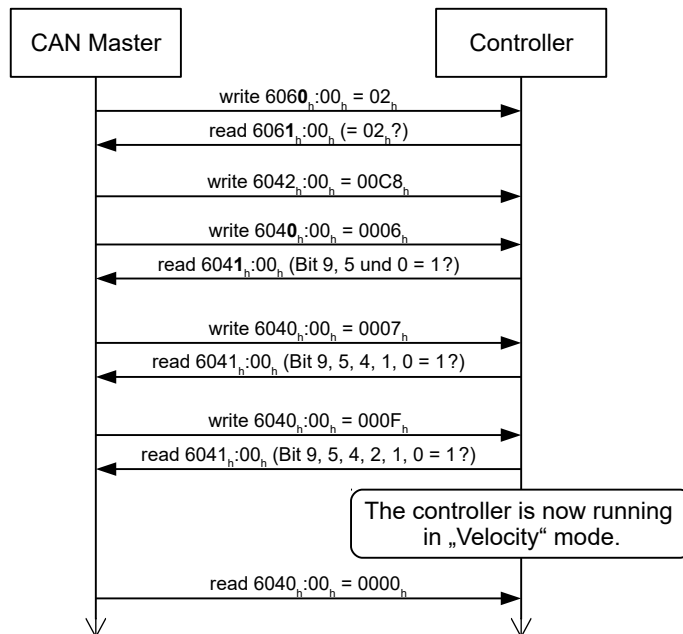 CAN Master
Controller
write 6060ₕ:00ₕ = 02ₕ
read 6061ₕ:00ₕ (= 02ₕ?)
write 6042ₕ:00ₕ = 00C8ₕ
write 6040ₕ:00ₕ = 0006ₕ
read 6041ₕ:00ₕ (Bit 9, 5 und 0 = 1?)
write 6040ₕ:00ₕ = 0007ₕ
read 6041ₕ:00ₕ (Bit 9, 5, 4, 1, 0 = 1?)
write 6040ₕ:00ₕ = 000Fₕ
read 6041ₕ:00ₕ (Bit 9, 5, 4, 2, 1, 0 = 1?)
The controller is now running
in „Velocity“ mode.
read 6040ₕ:00ₕ = 0000ₕ